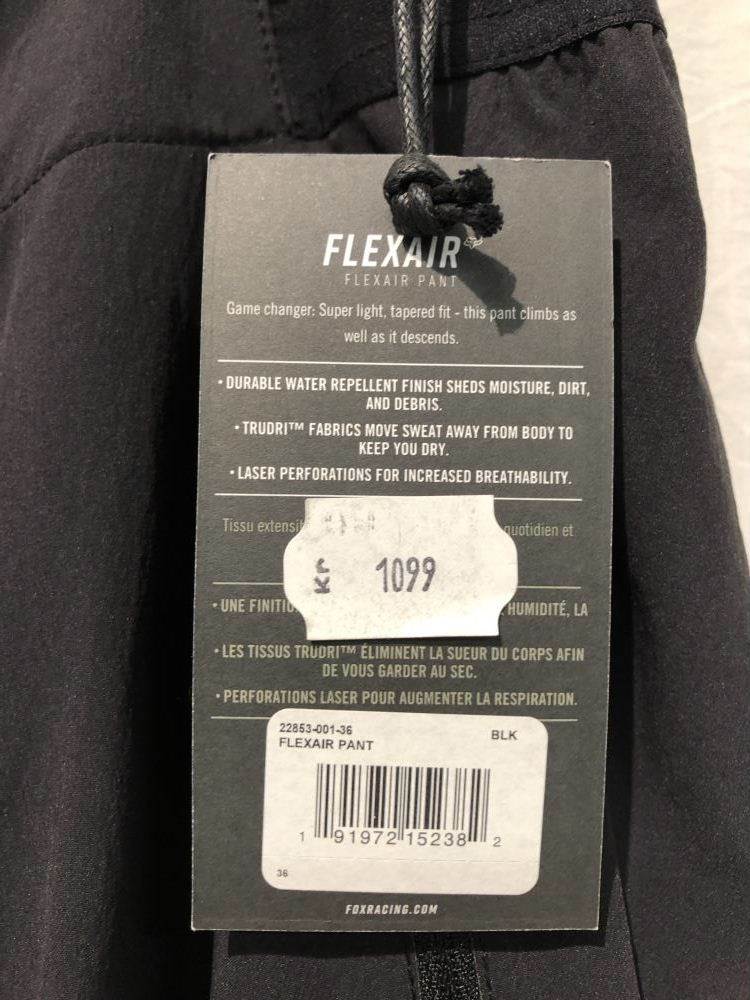 FLEXAIR
FLEXAIR PANT
Game changer: Super light, tapered fit - this pant climbs as
well as it descends.
• DURABLE WATER REPELLENT FINISH SHEDS MOISTURE, DIRT,
AND DEBRIS.
• TRUDRI™ FABRICS MOVE SWEAT AWAY FROM BODY TO
KEEP YOU DRY.
• LASER PERFORATIONS FOR INCREASED BREATHABILITY.
Tissu quotidien et
Kr 1099
• UNE HUMIDITÉ, LA
• LES TISSUS TRUDRI™ ÉLIMINENT LA SUEUR DU CORPS AFIN
DE VOUS GARDER AU SEC.
• PERFORATIONS LASER POUR AUGMENTER LA RESPIRATION.
22853-001-36 BLK
FLEXAIR PANT
1 91972 15238 2
36
FOXRACING.COM